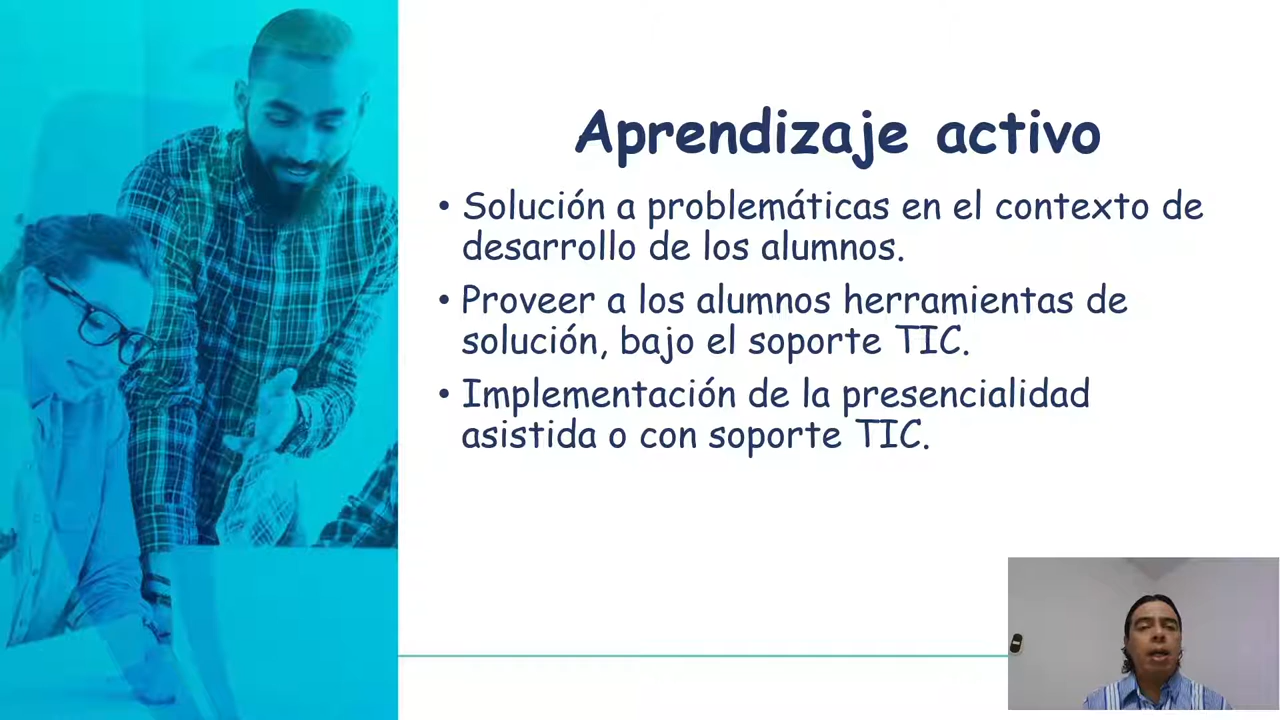 Aprendizaje activo
• Solución a problemáticas en el contexto de
desarrollo de los alumnos.
• Proveer a los alumnos herramientas de
solución, bajo el soporte TIC.
• Implementación de la presencialidad
asistida o con soporte TIC.